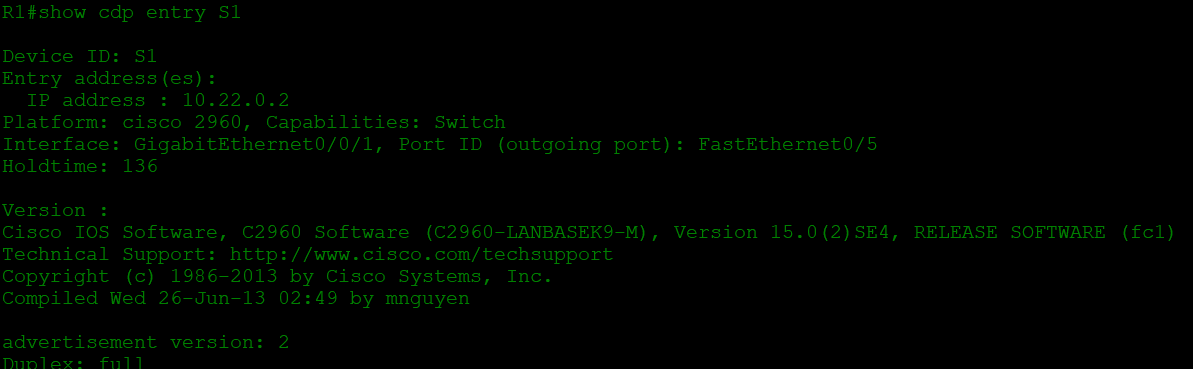 R1#show cdp entry S1
Device ID: S1
Entry address(es):
  IP address : 10.22.0.2
Platform: cisco 2960, Capabilities: Switch
Interface: GigabitEthernet0/0/1, Port ID (outgoing port): FastEthernet0/5
Holdtime: 136
Version :
Cisco IOS Software, C2960 Software (C2960-LANBASEK9-M), Version 15.0(2)SE4, RELEASE SOFTWARE (fc1)
Technical Support: http://www.cisco.com/techsupport
Copyright (c) 1986-2013 by Cisco Systems, Inc.
Compiled Wed 26-Jun-13 02:49 by mnguyen
advertisement version: 2
Duplex: full